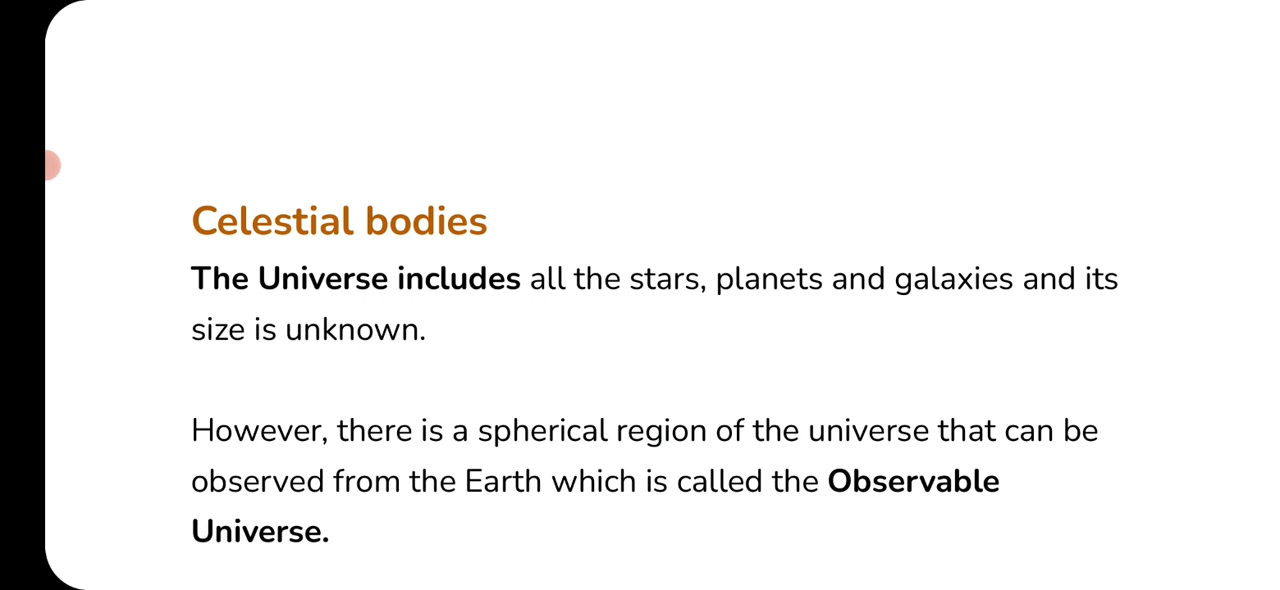 Celestial bodies
The Universe includes all the stars, planets and galaxies and its
size is unknown.
However, there is a spherical region of the universe that can be
observed from the Earth which is called the Observable
Universe.